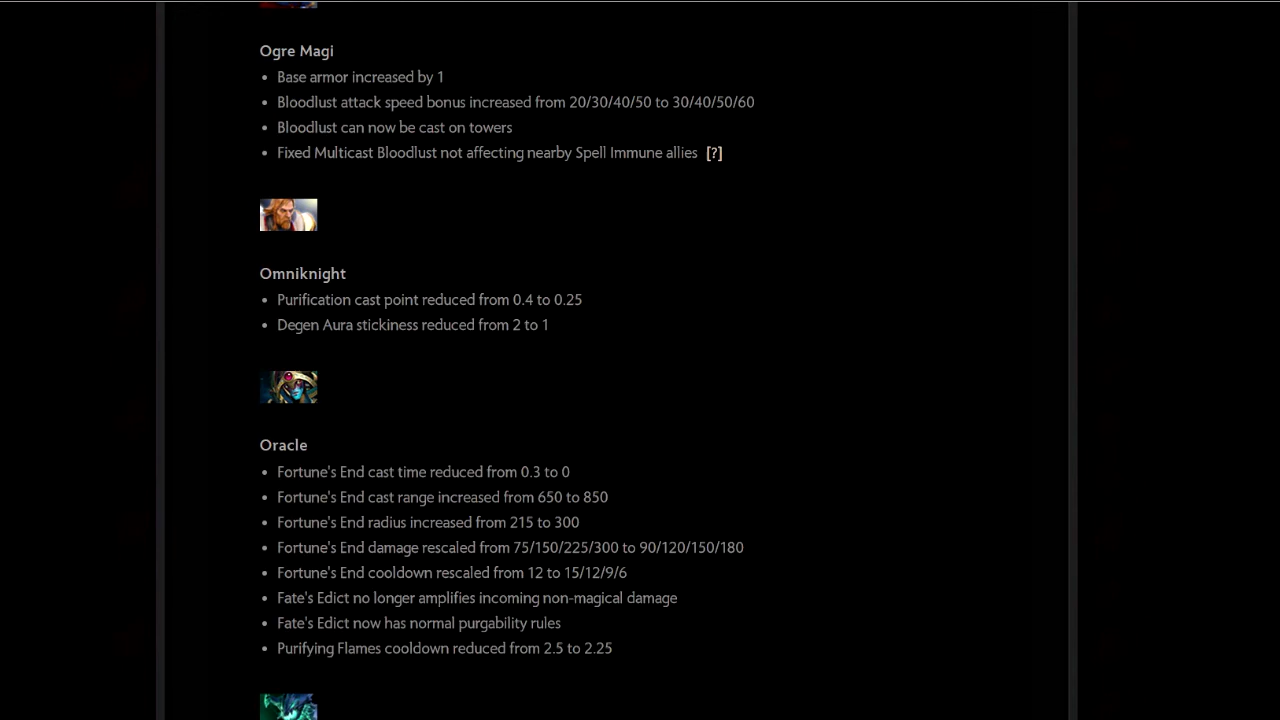 Ogre Magi
• Base armor increased by 1
• Bloodlust attack speed bonus increased from 20/30/40/50 to 30/40/50/60
• Bloodlust can now be cast on towers
• Fixed Multicast Bloodlust not affecting nearby Spell Immune allies [?]
Omniknight
• Purification cast point reduced from 0.4 to 0.25
• Degen Aura stickiness reduced from 2 to 1
Oracle
• Fortune's End cast time reduced from 0.3 to 0
• Fortune's End cast range increased from 650 to 850
• Fortune's End radius increased from 215 to 300
• Fortune's End damage rescaled from 75/150/225/300 to 90/120/150/180
• Fortune's End cooldown rescaled from 12 to 15/12/9/6
• Fate's Edict no longer amplifies incoming non-magical damage
• Fate's Edict now has normal purgability rules
• Purifying Flames cooldown reduced from 2.5 to 2.25